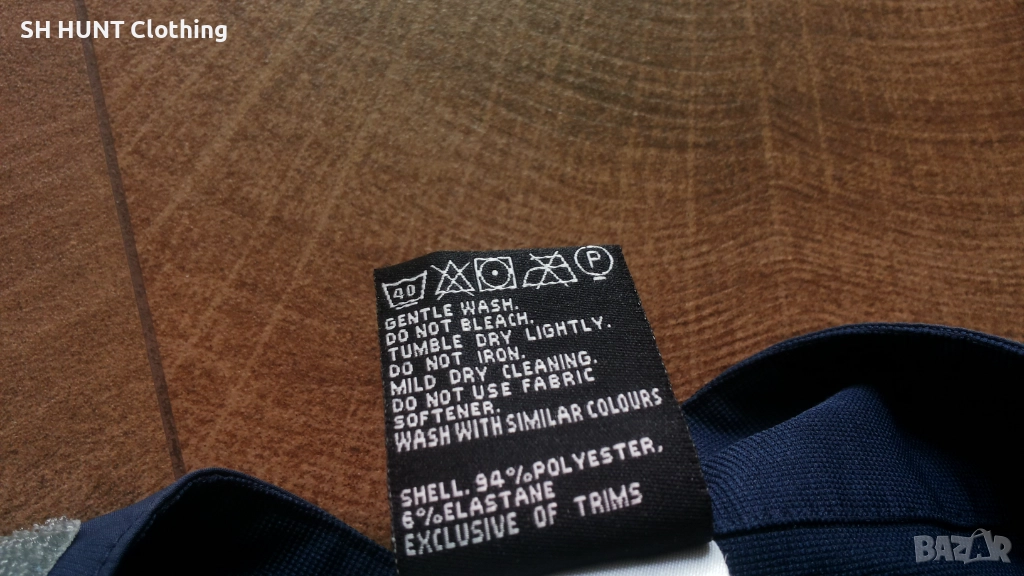 SH HUNT Clothing
40 P
GENTLE WASH.
DO NOT BLEACH.
TUMBLE DRY LIGHTLY.
DO NOT IRON.
MILD DRY CLEANING.
DO NOT USE FABRIC
SOFTENER.
WASH WITH SIMILAR COLOURS
SHELL. 94%POLYESTER,
6%ELASTANE
EXCLUSIVE OF TRIMS
BAZAR